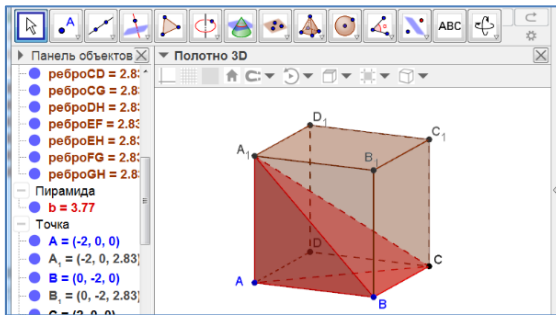 ABC
Панель объектов
Полотно 3D
реброCD = 2.83
реброCG = 2.83
реброDH = 2.83
реброEF = 2.83
реброEH = 2.83
реброFG = 2.83
реброGH = 2.83
Пирамида
b = 3.77
Точка
A = (-2, 0, 0)
A₁ = (-2, 0, 2.83)
B = (0, -2, 0)
B₁ = (0, -2, 2.83)
D₁
C₁
A₁
B₁
D
C
A
B